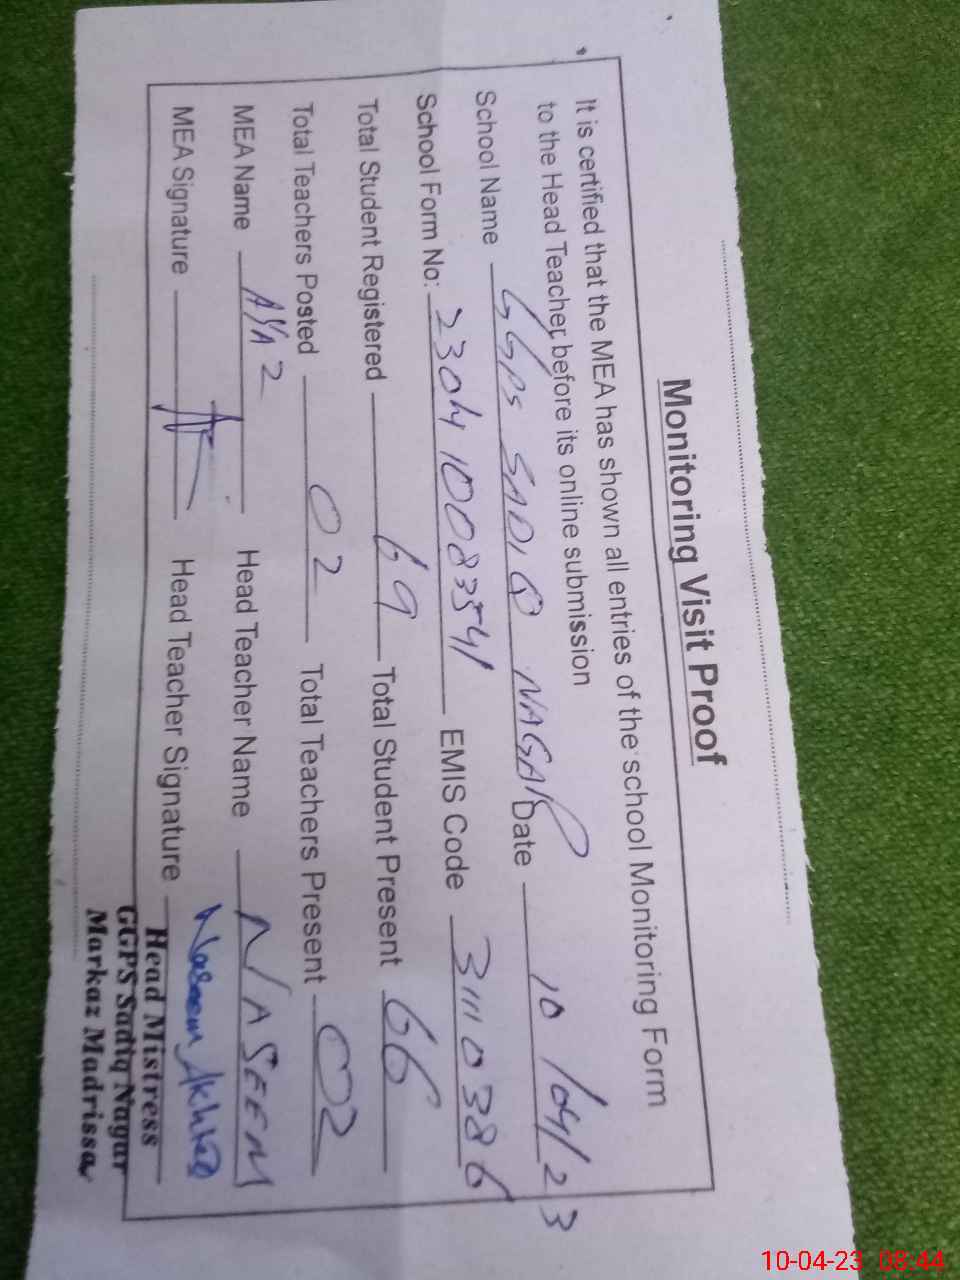 Monitoring Visit Proof
It is certified that the MEA has shown all entries of the school Monitoring Form
to the Head Teacher before its online submission
School Name GGPS SADIQ NAGAR Date 10/04/23
School Form No: 230410083541 EMIS Code 31110386
Total Student Registered 69 Total Student Present 66
Total Teachers Posted 02 Total Teachers Present 02
MEA Name Head Teacher Name NASEEM
MEA Signature Head Teacher Signature Naseem Akhtar
Head Mistress
GGPS Sadiq Nagar
Markaz Madrissa
10-04-23 08:44